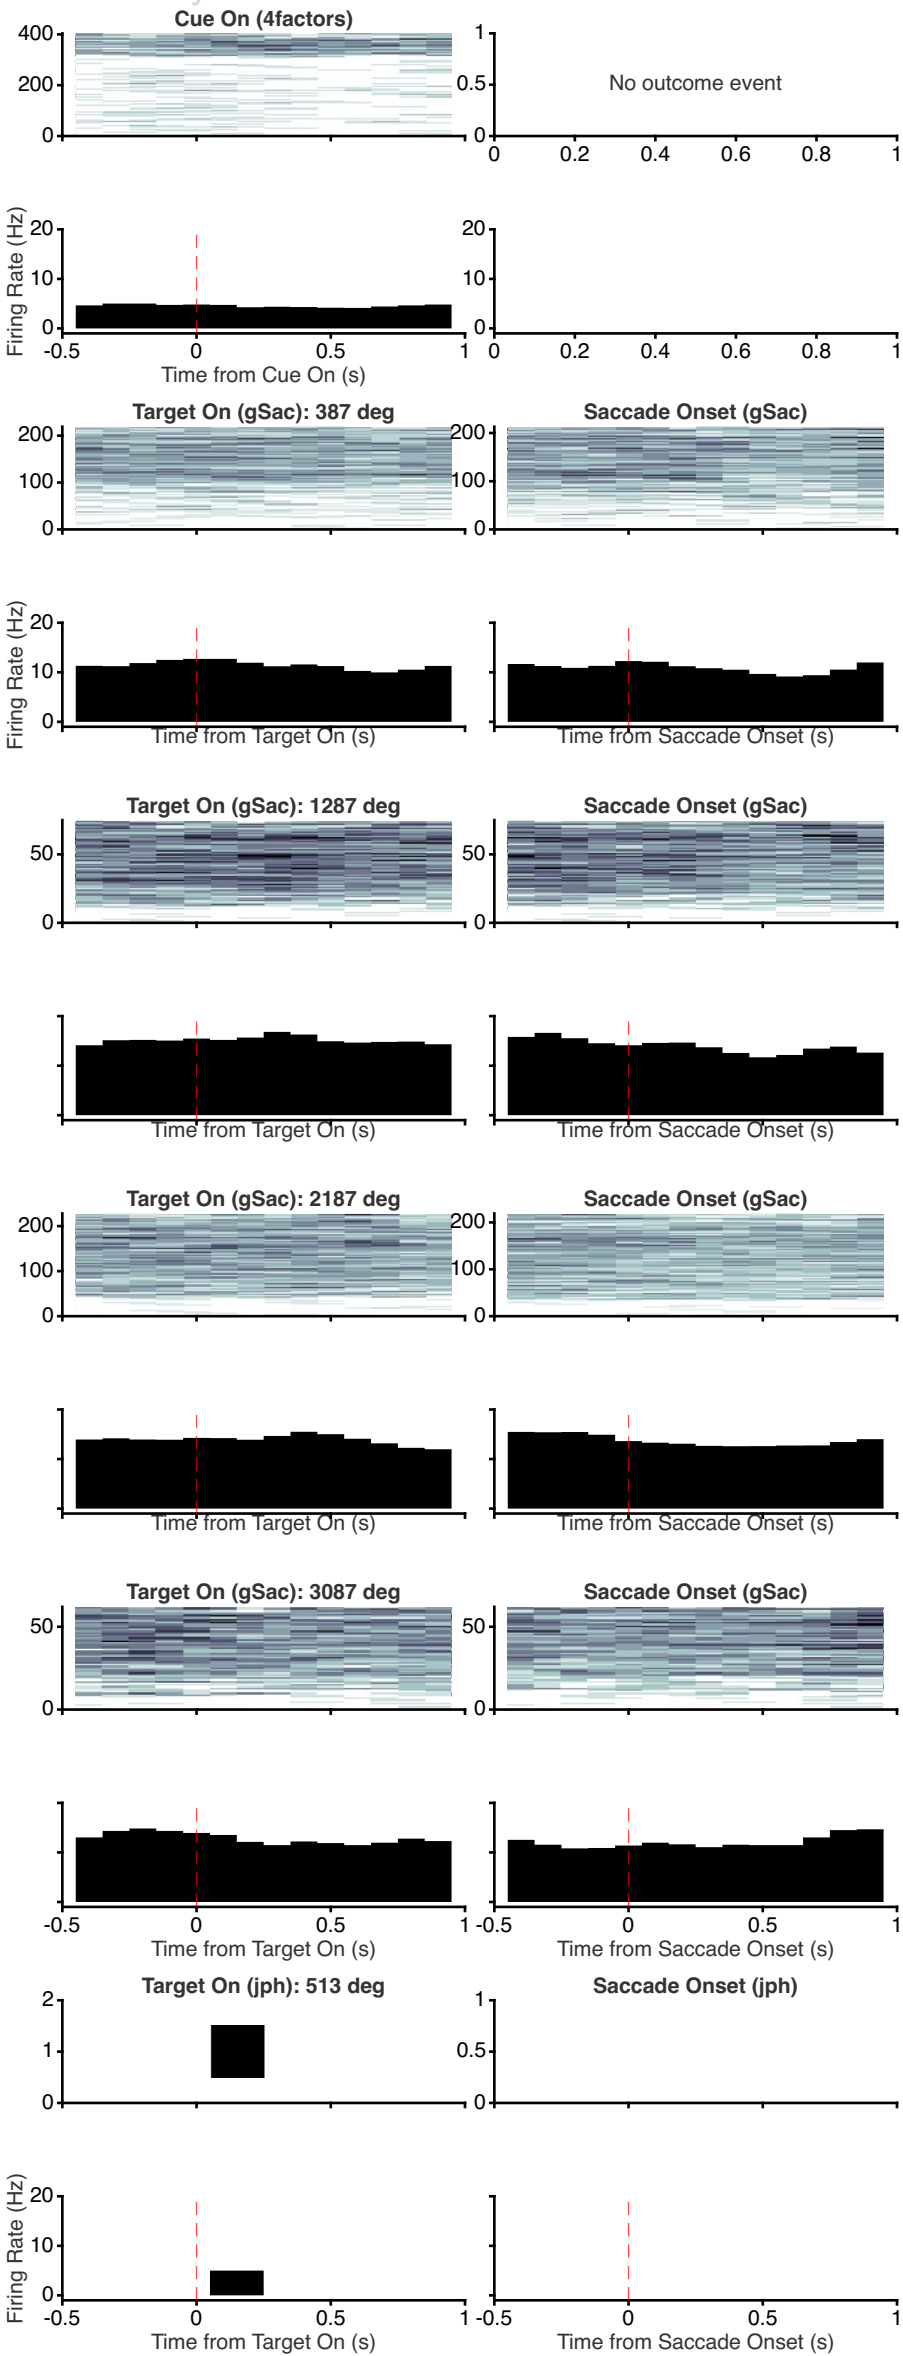 Cue On (4factors)
400
200
0
1
0.5
0
No outcome event
0 0.2 0.4 0.6 0.8 1
Firing Rate (Hz)
20
10
0
-0.5 0 0.5 1
Time from Cue On (s)
20
10
0
0 0.2 0.4 0.6 0.8 1
Target On (gSac): 387 deg
200
100
0
Saccade Onset (gSac)
200
100
0
Firing Rate (Hz)
20
10
0
Time from Target On (s)
Time from Saccade Onset (s)
Target On (gSac): 1287 deg
50
0
Saccade Onset (gSac)
50
0
Time from Target On (s)
Time from Saccade Onset (s)
Target On (gSac): 2187 deg
200
100
0
Saccade Onset (gSac)
200
100
0
Time from Target On (s)
Time from Saccade Onset (s)
Target On (gSac): 3087 deg
50
0
Saccade Onset (gSac)
50
0
-0.5 0 0.5 1
Time from Target On (s)
-0.5 0 0.5 1
Time from Saccade Onset (s)
Target On (jph): 513 deg
2
1
0
Saccade Onset (jph)
1
0.5
0
Firing Rate (Hz)
20
10
0
-0.5 0 0.5 1
Time from Target On (s)
-0.5 0 0.5 1
Time from Saccade Onset (s)